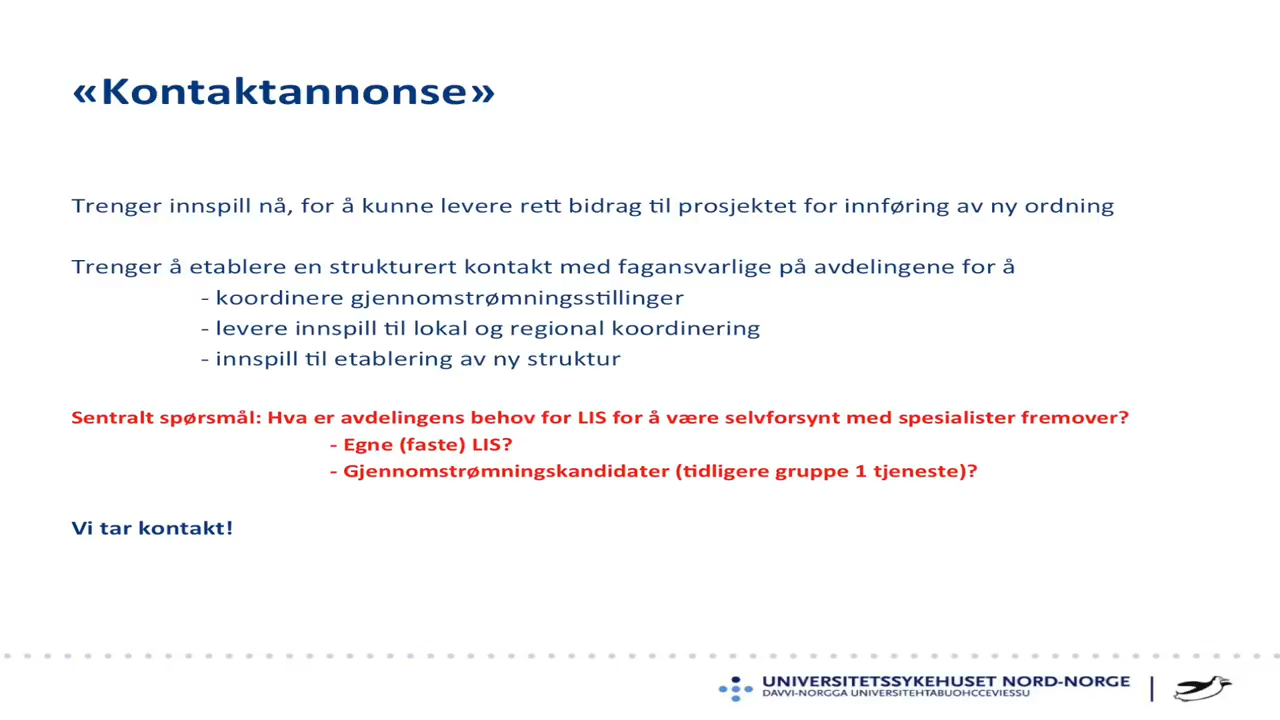 «Kontaktannonse»
Trenger innspill nå, for å kunne levere rett bidrag til prosjektet for innføring av ny ordning
Trenger å etablere en strukturert kontakt med fagansvarlige på avdelingene for å
- koordinere gjennomstrømningsstillinger
- levere innspill til lokal og regional koordinering
- innspill til etablering av ny struktur
Sentralt spørsmål: Hva er avdelingens behov for LIS for å være selvforsynt med spesialister fremover?
- Egne (faste) LIS?
- Gjennomstrømningskandidater (tidligere gruppe 1 tjeneste)?
Vi tar kontakt!
UNIVERSITETSSYKEHUSET NORD-NORGE
DAVVI-NORGGA UNIVERSITEHTABUOHCCEVIESSU